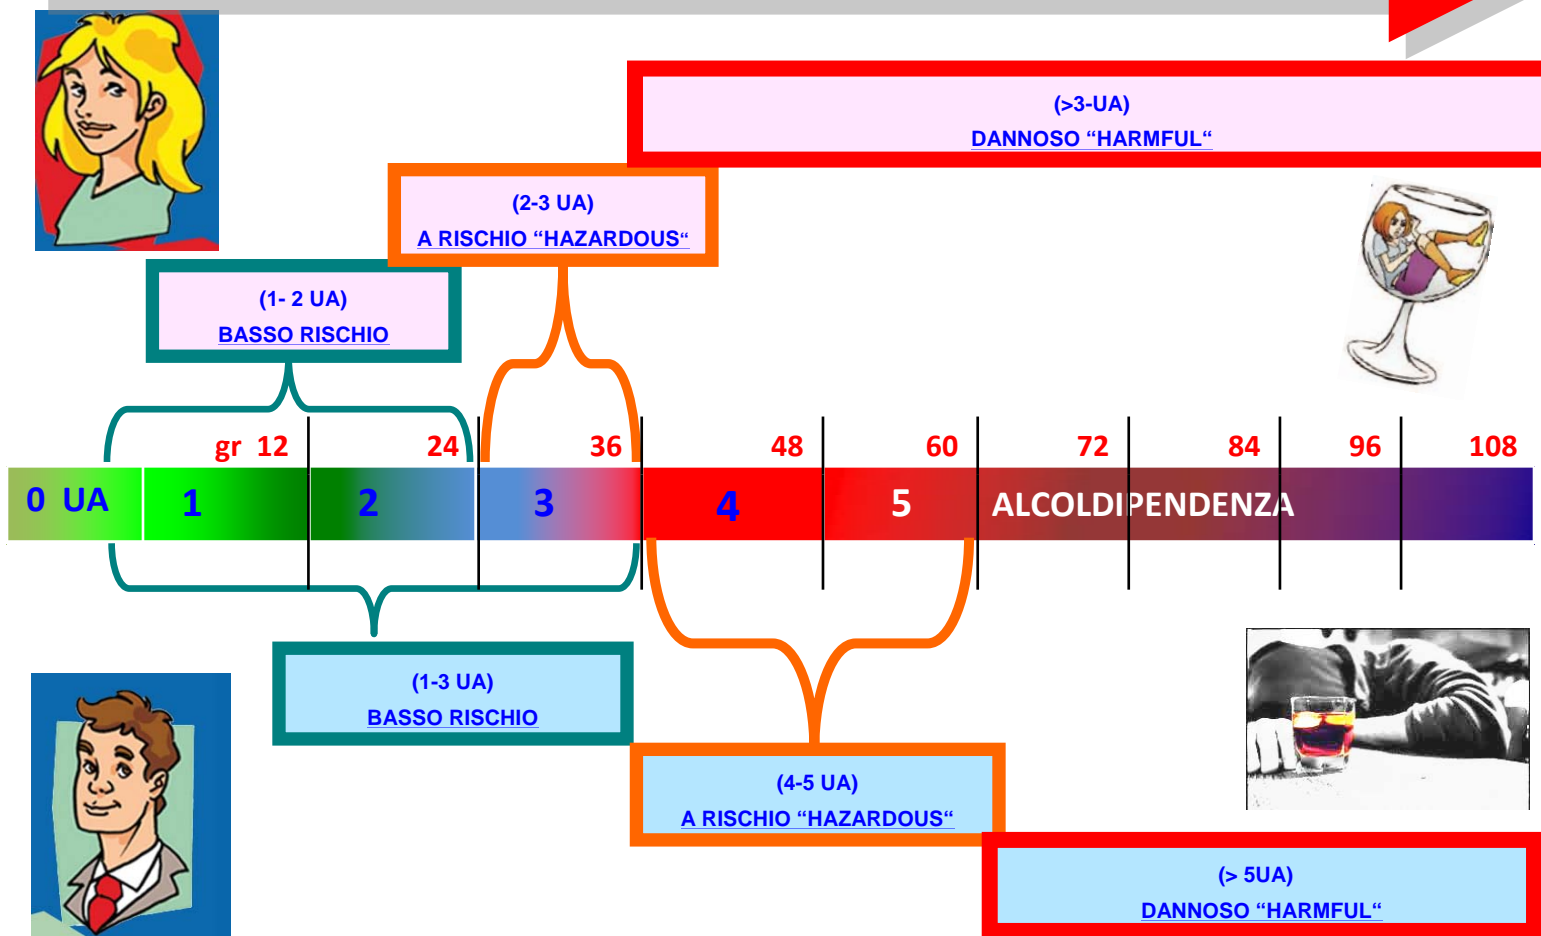 (>3-UA)
DANNOSO “HARMFUL“
(2-3 UA)
A RISCHIO “HAZARDOUS“
(1- 2 UA)
BASSO RISCHIO
gr 12 24 36 48 60 72 84 96 108
0 UA 1 2 3 4 5 ALCOLDIPENDENZA
(1-3 UA)
BASSO RISCHIO
(4-5 UA)
A RISCHIO “HAZARDOUS“
(> 5UA)
DANNOSO “HARMFUL“